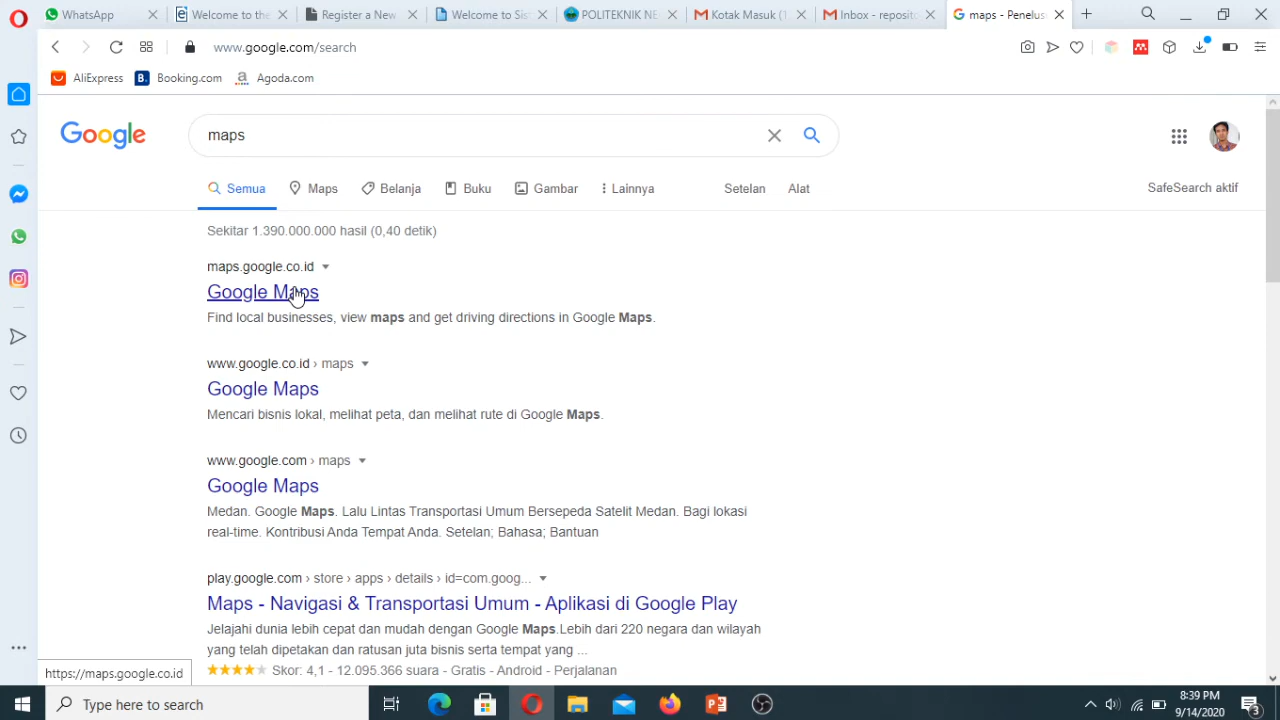 WhatsApp
Welcome to the
Register a New
Welcome to Sis
POLITEKNIK NE
Kotak Masuk (1
Inbox - reposito
maps - Penelus
www.google.com/search
AliExpress
B. Booking.com
a Agoda.com
Google
maps
Semua
Maps
Belanja
Buku
Gambar
Lainnya
Setelan
Alat
SafeSearch aktif
Sekitar 1.390.000.000 hasil (0,40 detik)
maps.google.co.id
Google Maps
Find local businesses, view maps and get driving directions in Google Maps.
www.google.co.id › maps
Google Maps
Mencari bisnis lokal, melihat peta, dan melihat rute di Google Maps.
www.google.com › maps
Google Maps
Medan. Google Maps. Lalu Lintas Transportasi Umum Bersepeda Satelit Medan. Bagi lokasi
real-time. Kontribusi Anda Tempat Anda. Setelan; Bahasa; Bantuan
play.google.com › store › apps › details › id=com.goog...
Maps - Navigasi & Transportasi Umum - Aplikasi di Google Play
Jelajahi dunia lebih cepat dan mudah dengan Google Maps.Lebih dari 220 negara dan wilayah
yang telah dipetakan dan ratusan juta bisnis serta tempat yang ...
Skor: 4,1 - 12.095.366 suara - Gratis - Android - Perjalanan
https://maps.google.co.id
Type here to search
8:39 PM
9/14/2020
3